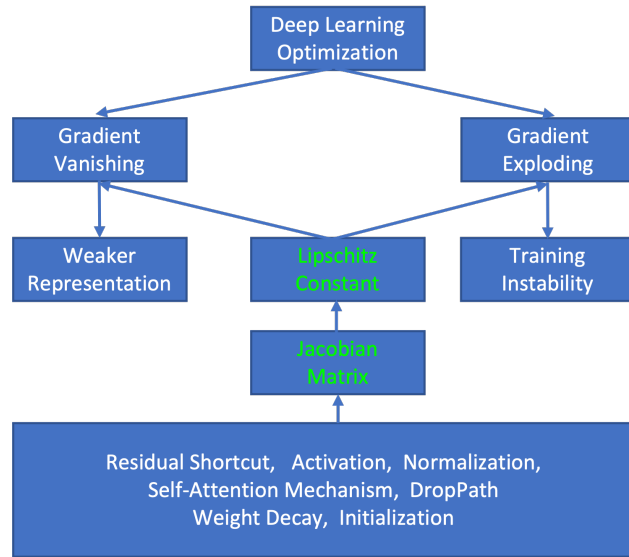 Deep Learning
Optimization
Gradient
Vanishing
Gradient
Exploding
Weaker
Representation
Lipschitz
Constant
Training
Instability
Jacobian
Matrix
Residual Shortcut, Activation, Normalization,
Self-Attention Mechanism, DropPath
Weight Decay, Initialization